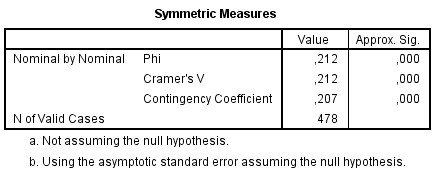 Symmetric Measures
Value Approx. Sig.
Nominal by Nominal Phi ,212 ,000
Cramer's V ,212 ,000
Contingency Coefficient ,207 ,000
N of Valid Cases 478
a. Not assuming the null hypothesis.
b. Using the asymptotic standard error assuming the null hypothesis.